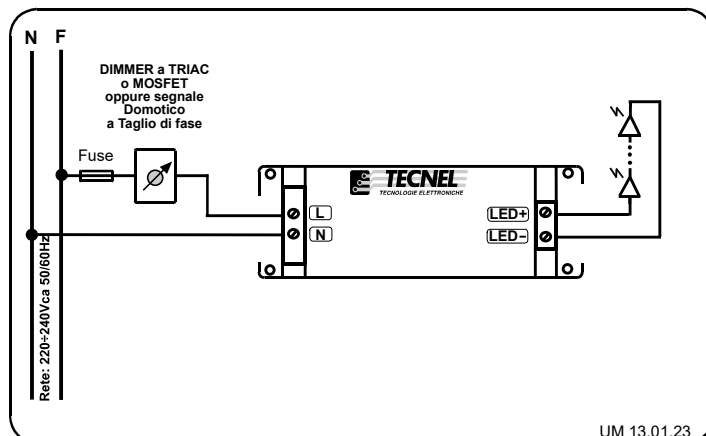 N F
DIMMER a TRIAC
o MOSFET
oppure segnale
Domotico
a Taglio di fase
Fuse
TECNEL
TECNOLOGIE ELETTRONICHE
L
N
LED+
LED-
Rete: 220÷240Vca 50/60Hz
UM 13.01.23